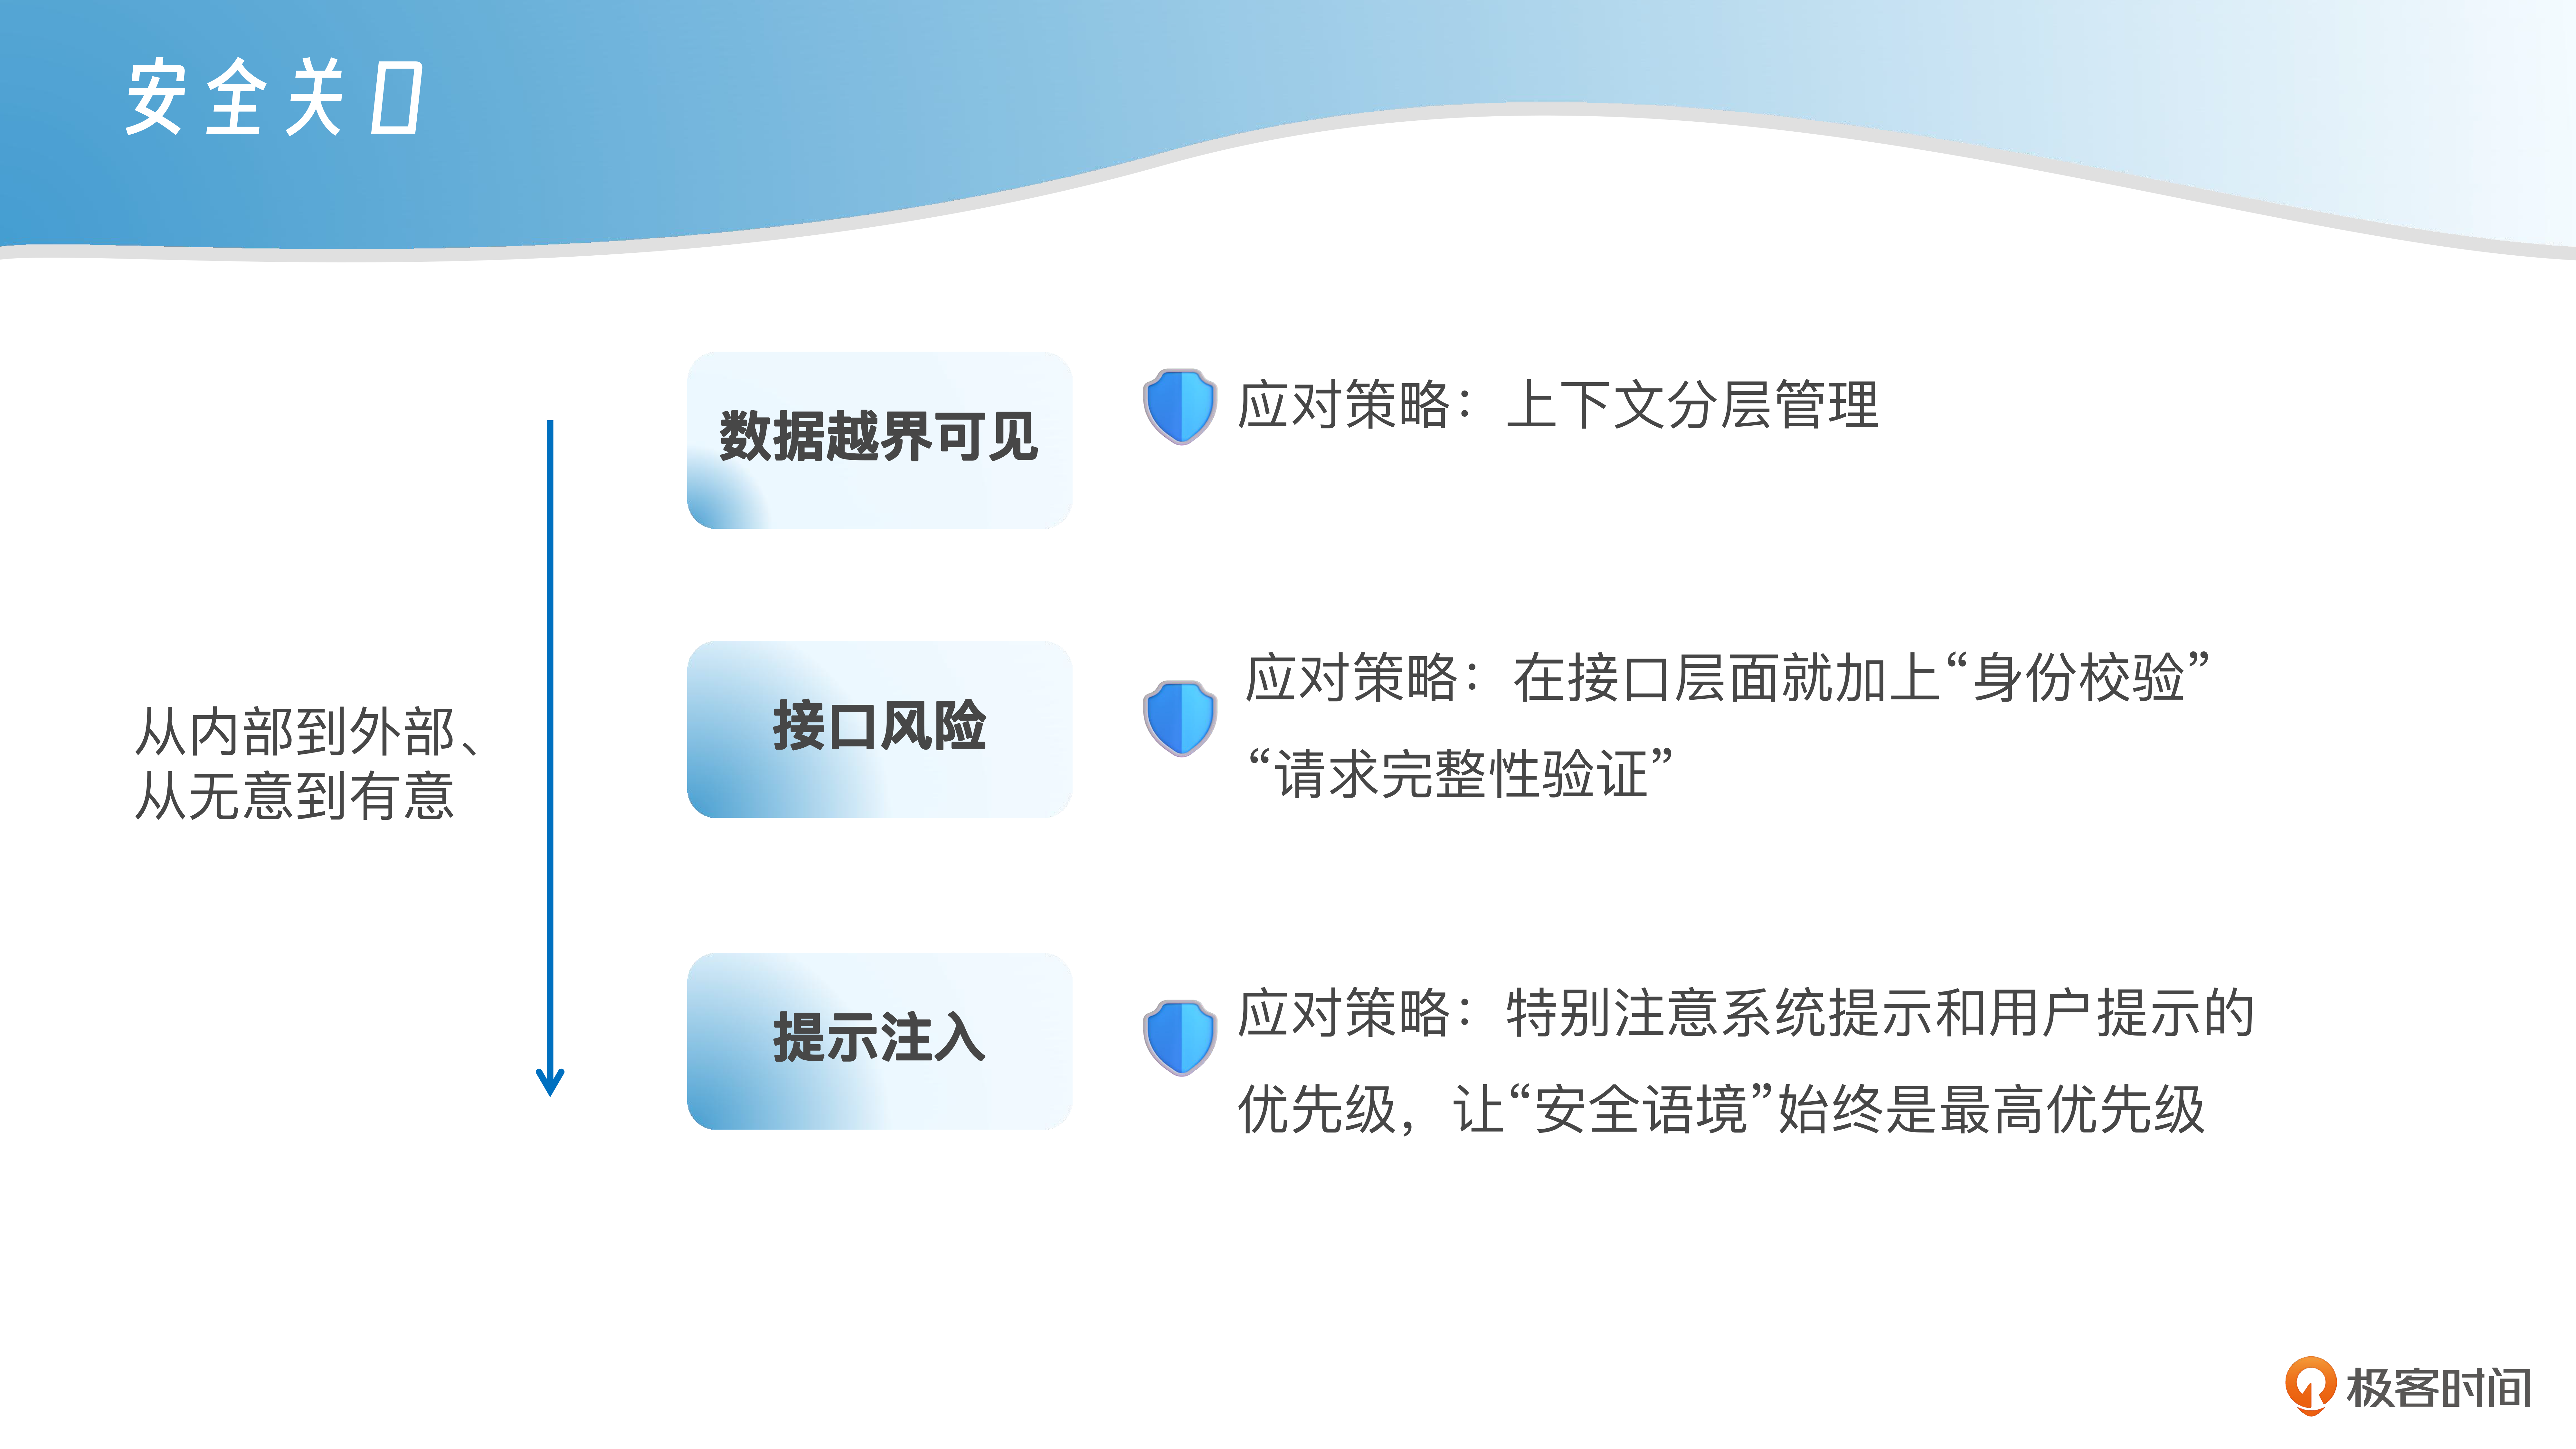 安全关口
从内部到外部、
从无意到有意
数据越界可见
应对策略：上下文分层管理
接口风险
应对策略：在接口层面就加上“身份校验”
“请求完整性验证”
提示注入
应对策略：特别注意系统提示和用户提示的
优先级，让“安全语境”始终是最高优先级
极客时间